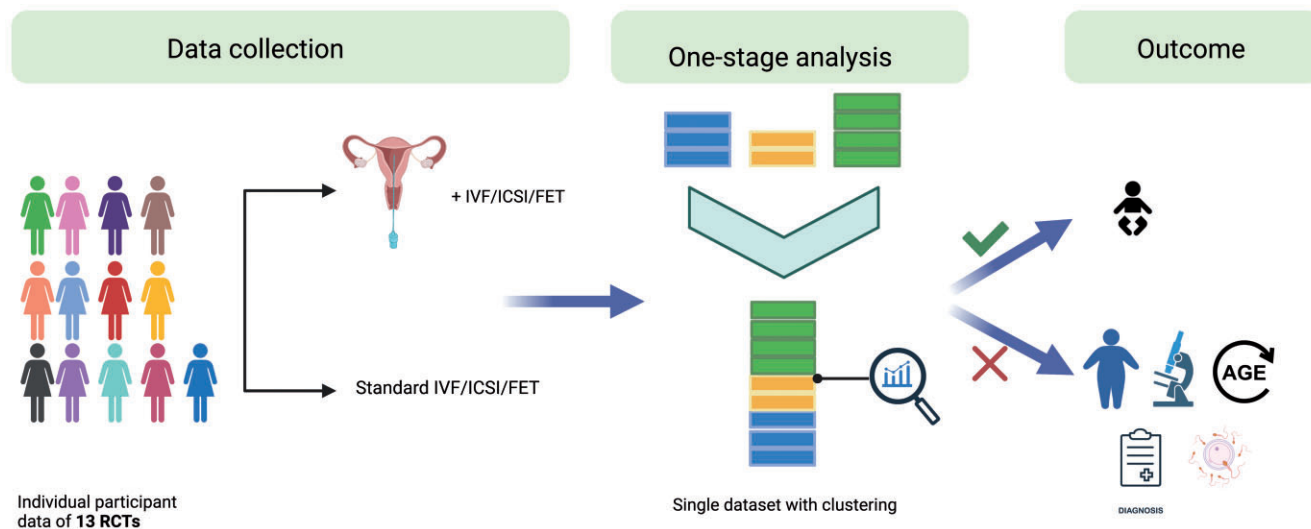 Data collection
One-stage analysis
Outcome
+ IVF/ICSI/FET
Standard IVF/ICSI/FET
AGE
DIAGNOSIS
Individual participant
data of 13 RCTs
Single dataset with clustering